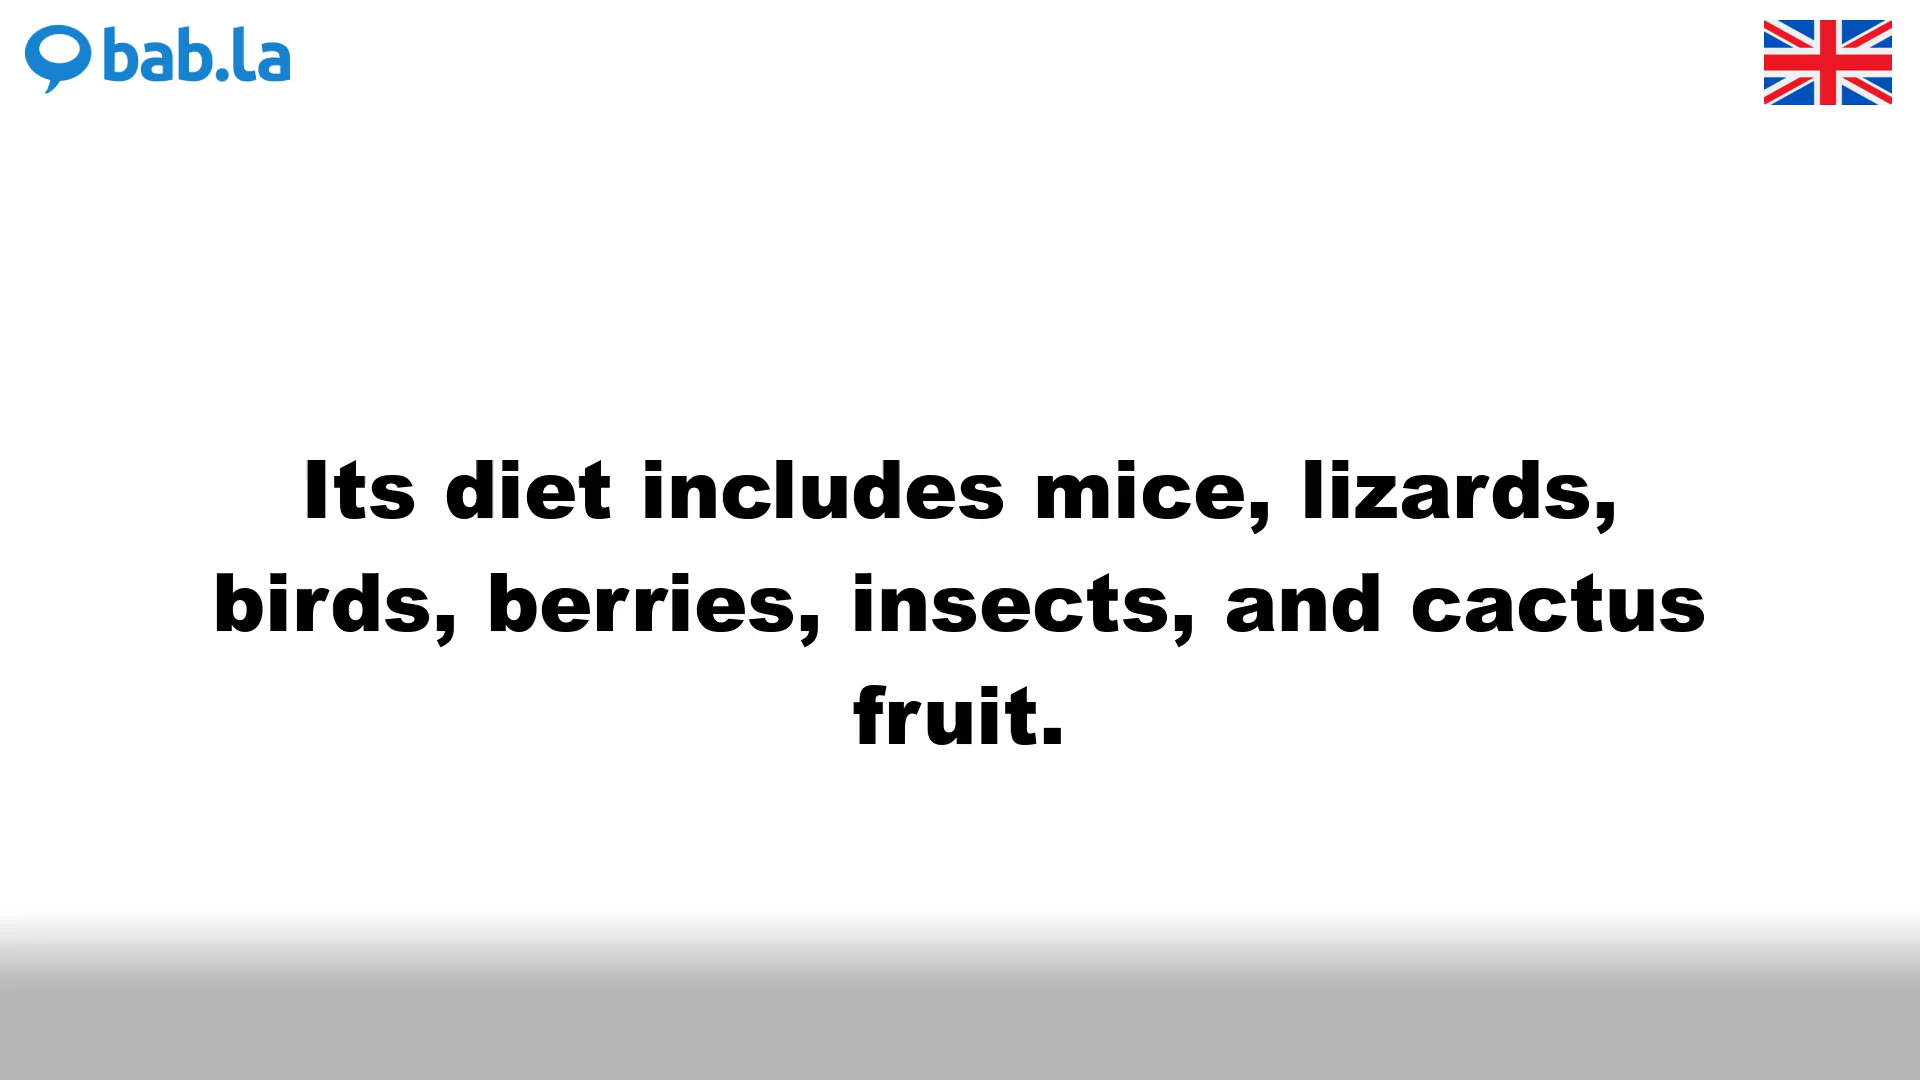 bab.la
Its diet includes mice, lizards,
birds, berries, insects, and cactus
fruit.